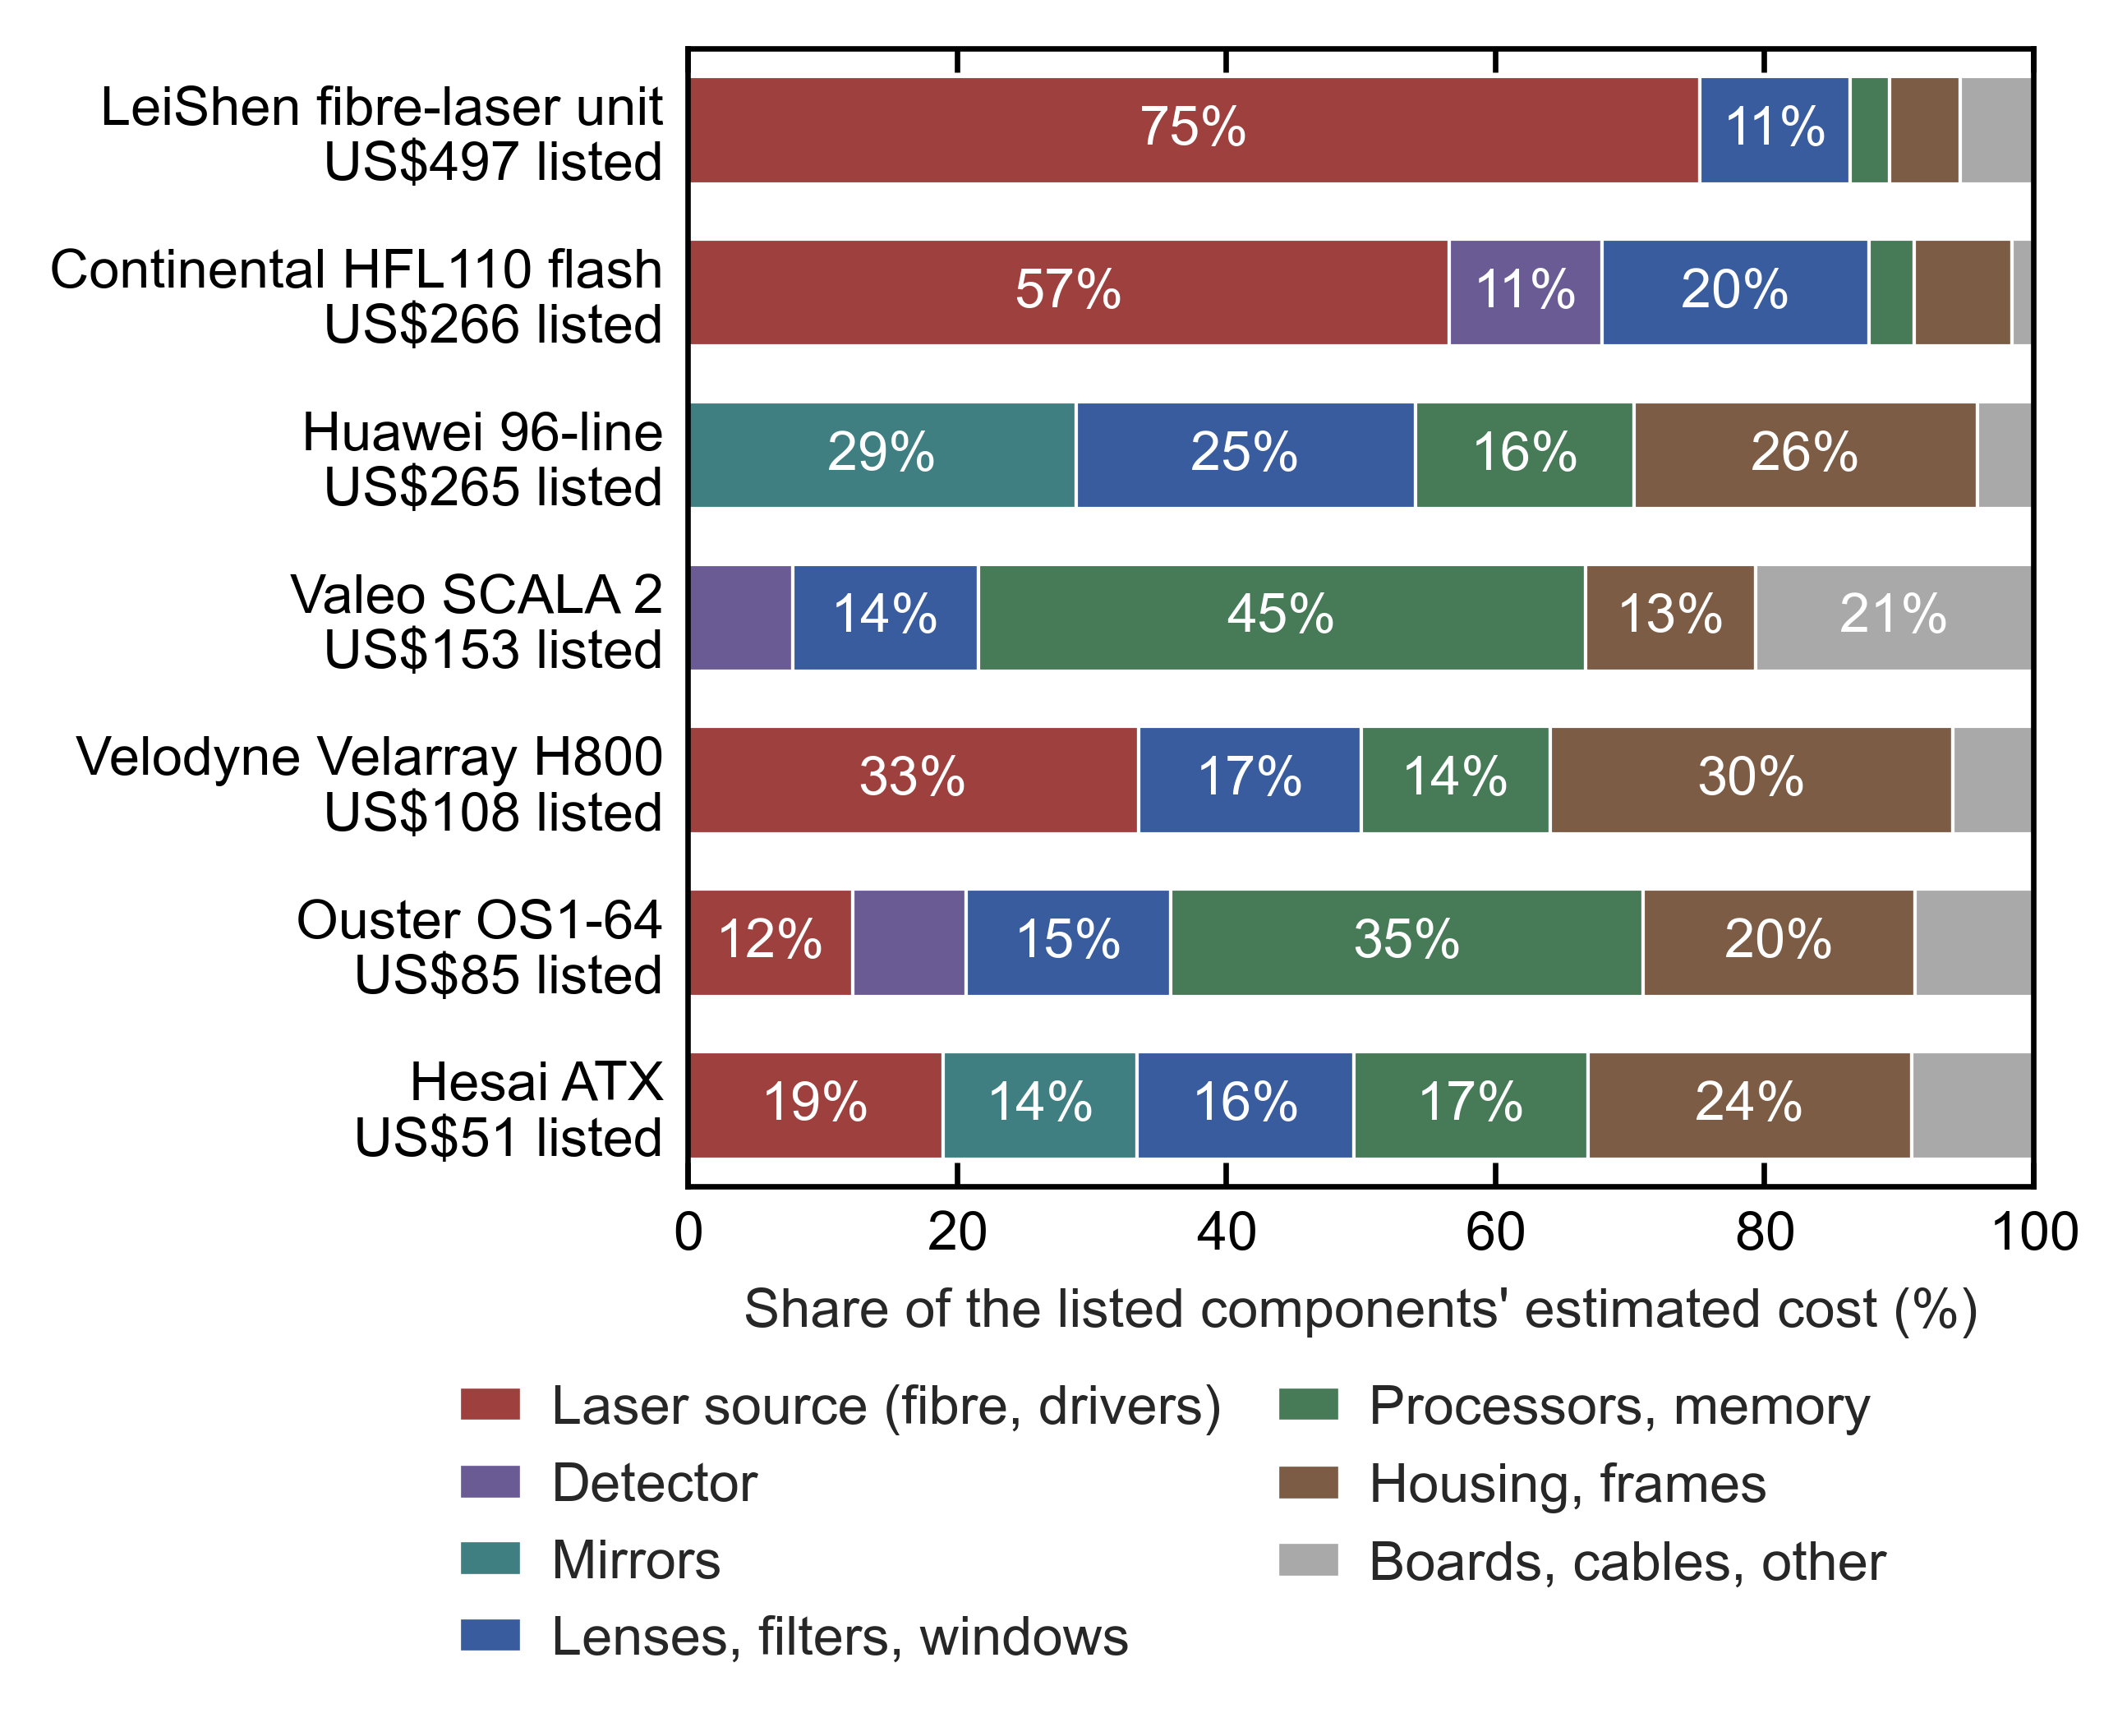 LeiShen fibre-laser unit
US$497 listed
75%
11%
Continental HFL110 flash
US$266 listed
57%
11%
20%
Huawei 96-line
US$265 listed
29%
25%
16%
26%
Valeo SCALA 2
US$153 listed
14%
45%
13%
21%
Velodyne Velarray H800
US$108 listed
33%
17%
14%
30%
Ouster OS1-64
US$85 listed
12%
15%
35%
20%
Hesai ATX
US$51 listed
19%
14%
16%
17%
24%
0
20
40
60
80
100
Share of the listed components' estimated cost (%)
Laser source (fibre, drivers)
Detector
Mirrors
Lenses, filters, windows
Processors, memory
Housing, frames
Boards, cables, other